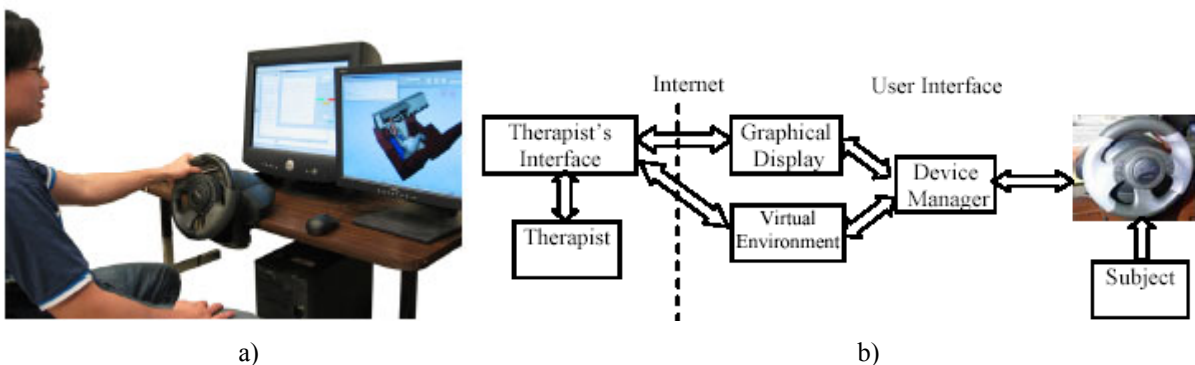 Internet
User Interface
Therapist's
Interface
Graphical
Display
Device
Manager
Therapist
Virtual
Environment
Subject
a)
b)